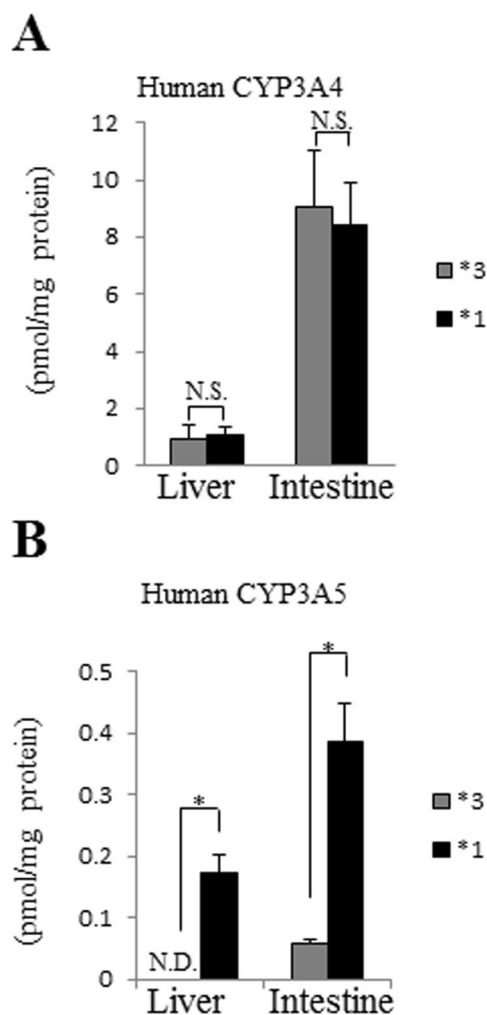 A
Human CYP3A4
(pmol/mg protein)
12
10
8
6
4
2
0
N.S.
N.S.
Liver Intestine
*3
*1
B
Human CYP3A5
(pmol/mg protein)
0.5
0.4
0.3
0.2
0.1
0
*
*
N.D.
Liver Intestine
*3
*1